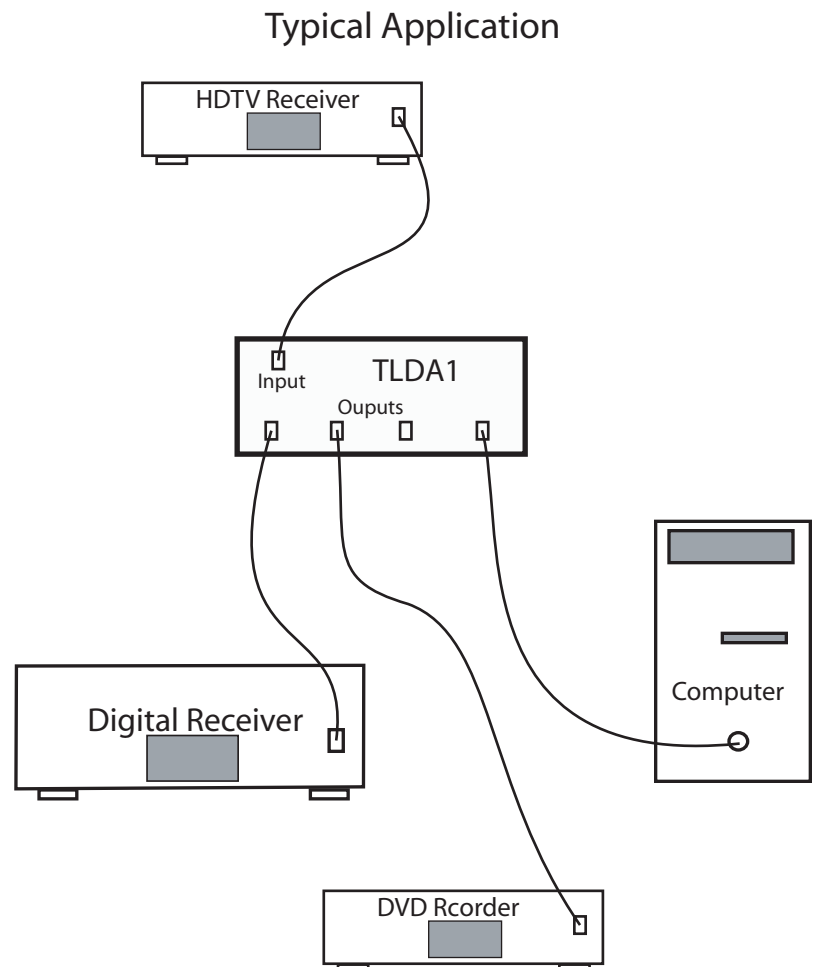 Typical Application
HDTV Receiver
TLDA1
Input
Ouputs
Computer
Digital Receiver
DVD Rcorder